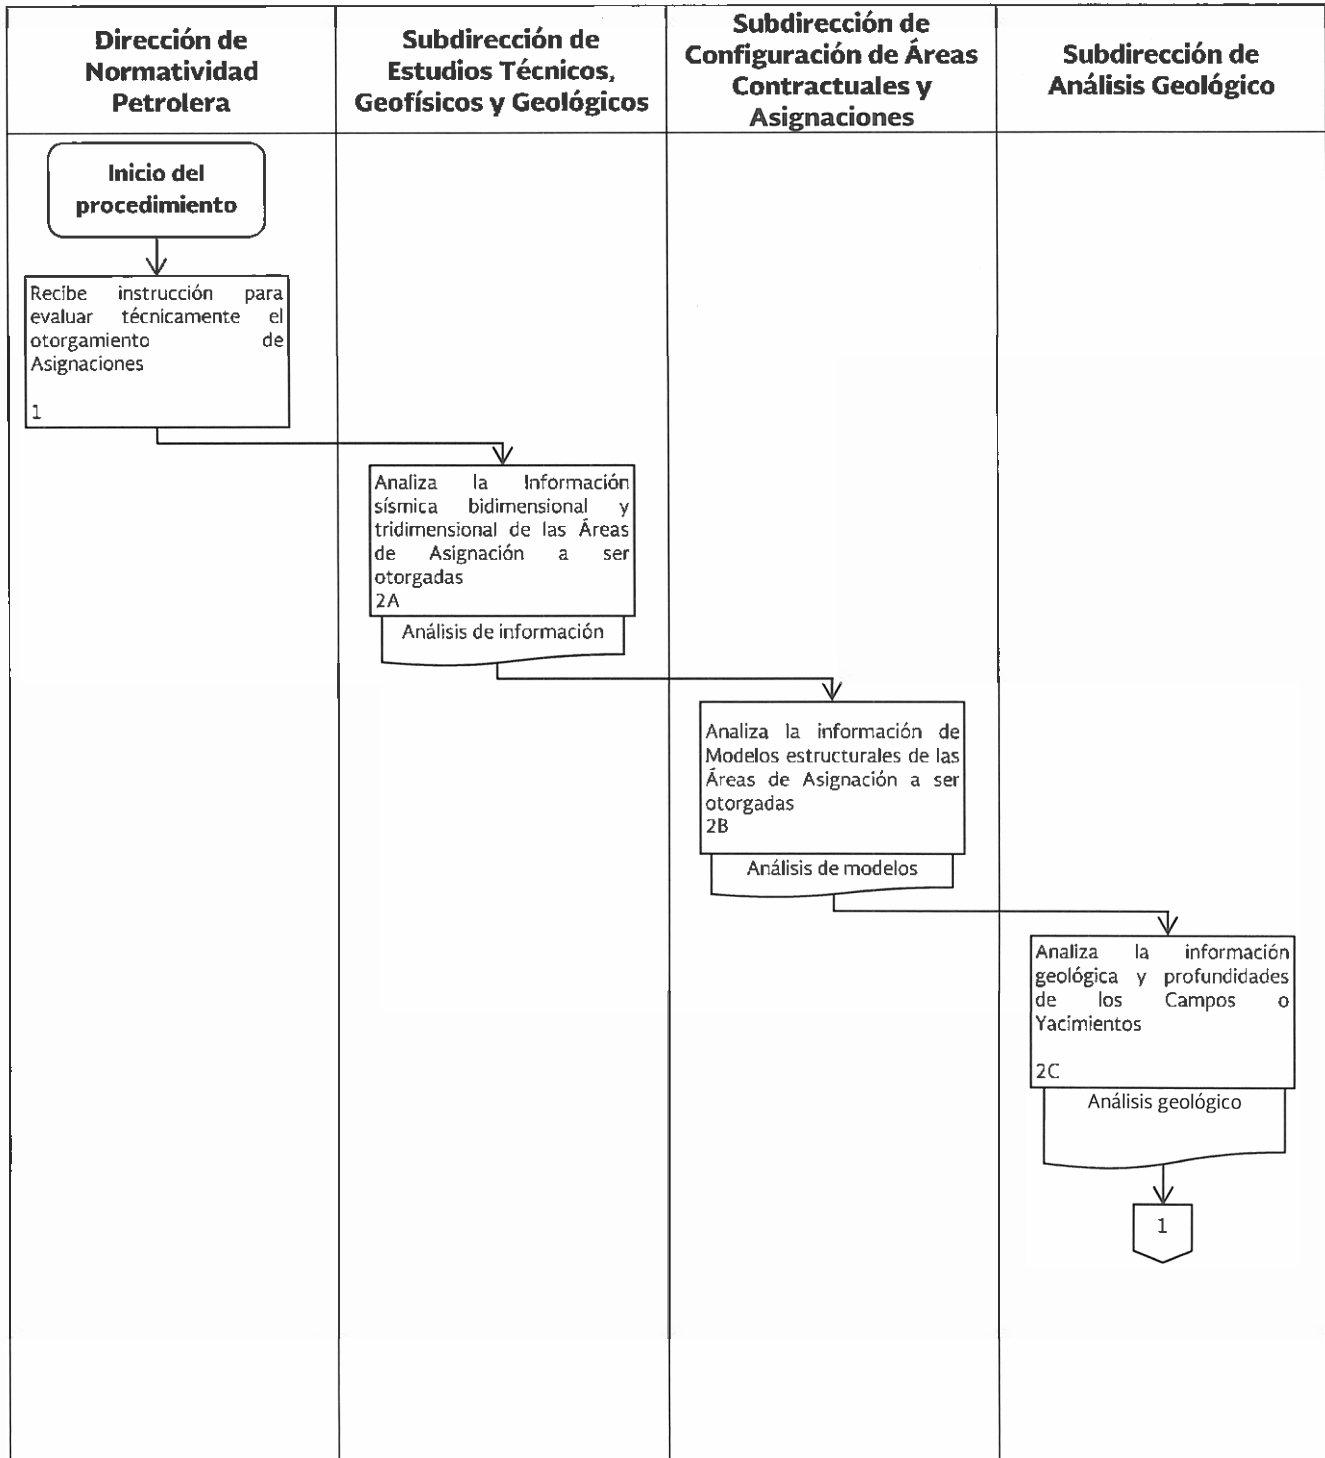 Dirección de
Normatividad
Petrolera
Subdirección de
Estudios Técnicos,
Geofísicos y Geológicos
Subdirección de
Configuración de Áreas
Contractuales y
Asignaciones
Subdirección de
Análisis Geológico
Inicio del
procedimiento
Recibe instrucción para
evaluar técnicamente el
otorgamiento de
Asignaciones
1
Analiza la Información
sísmica bidimensional y
tridimensional de las Áreas
de Asignación a ser
otorgadas
2A
Análisis de información
Analiza la información de
Modelos estructurales de las
Áreas de Asignación a ser
otorgadas
2B
Análisis de modelos
Analiza la información
geológica y profundidades
de los Campos o
Yacimientos
2C
Análisis geológico
1